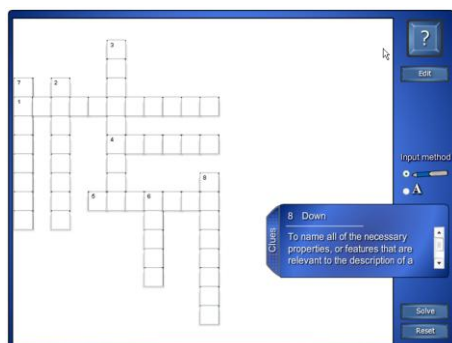 ?
Edit
3
7 2
1
4
8
5 6
Input method
A
Clues
8 Down
To name all of the necessary
properties, or features that are
relevant to the description of a
Solve
Reset